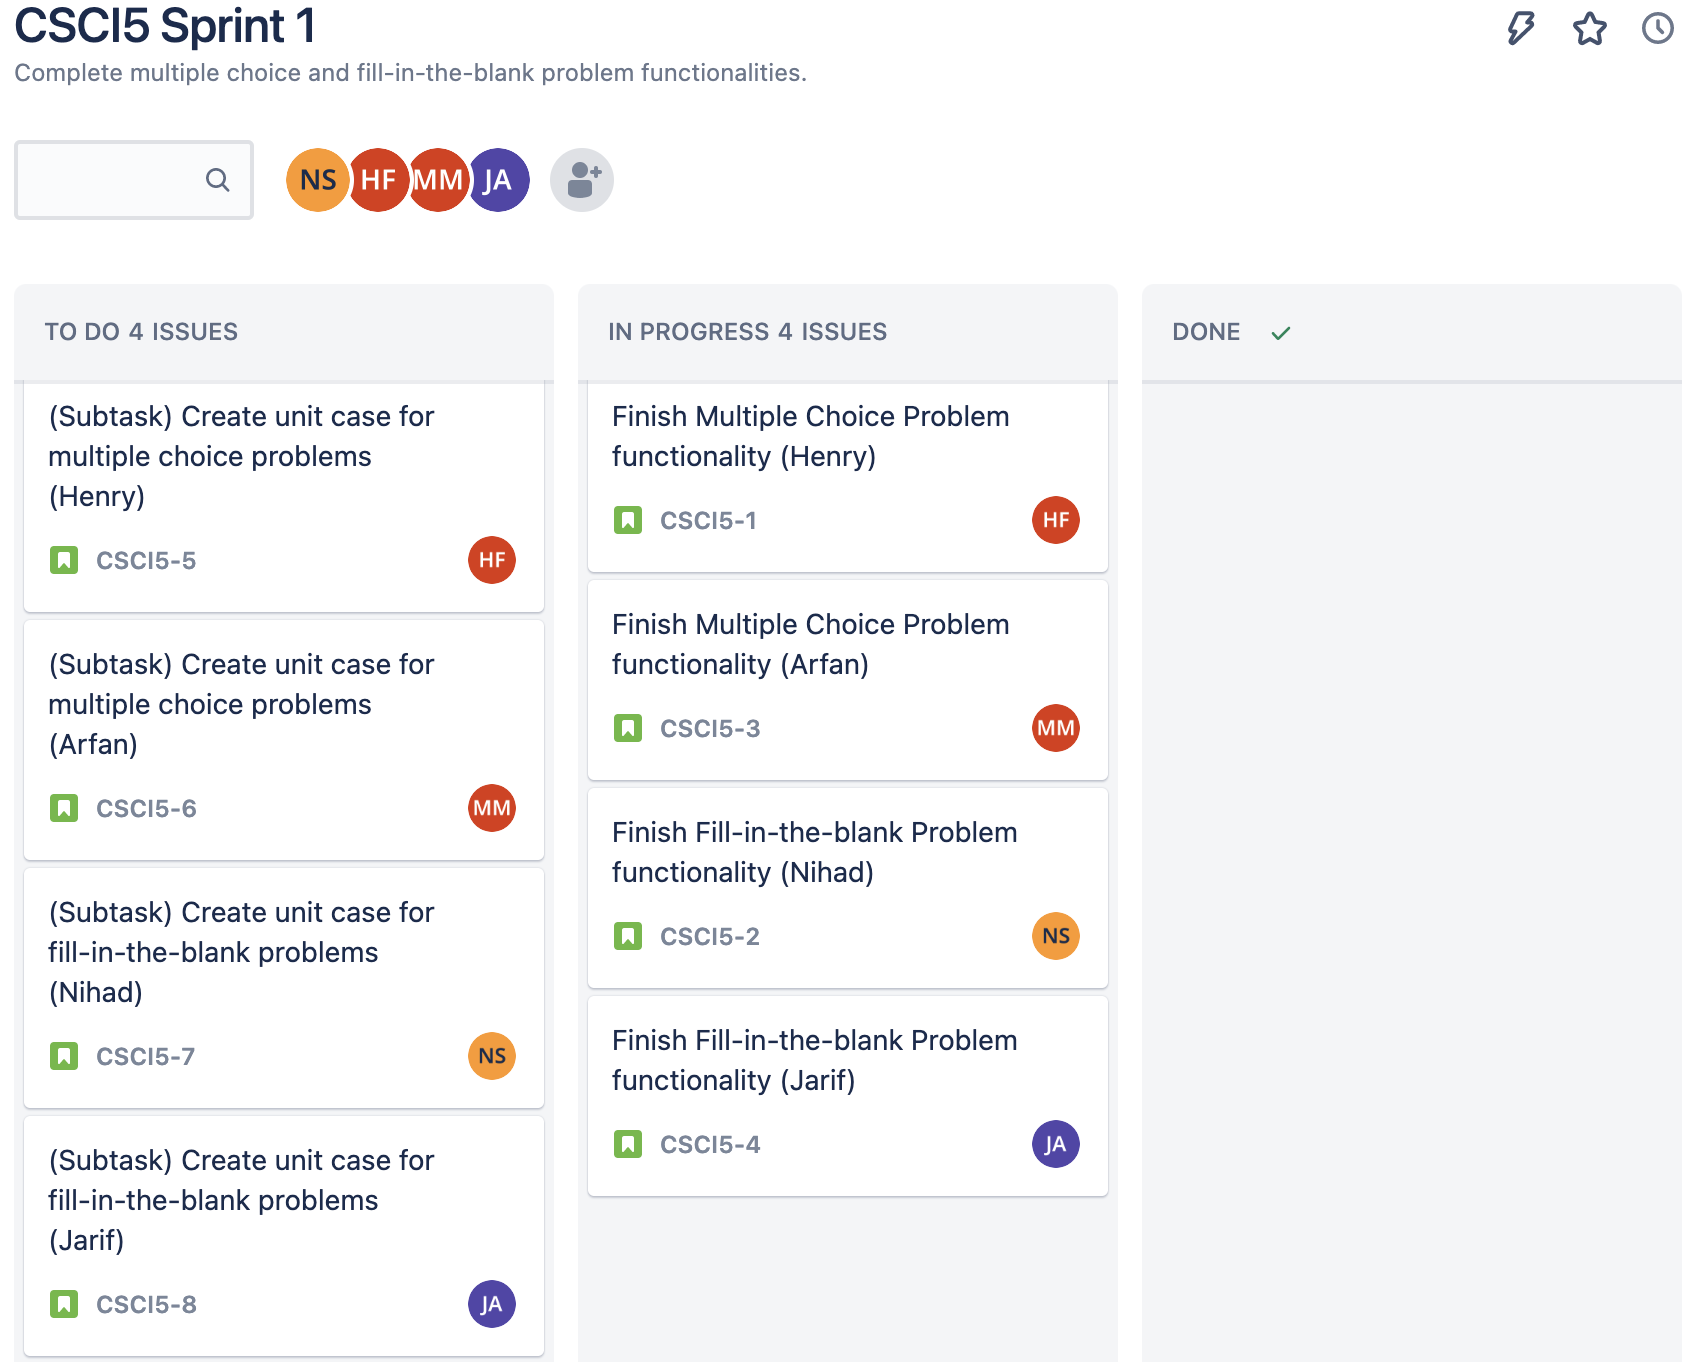 CSCI5 Sprint 1
Complete multiple choice and fill-in-the-blank problem functionalities.
NS HF MM JA
TO DO 4 ISSUES
(Subtask) Create unit case for
multiple choice problems
(Henry)
CSCI5-5 HF
(Subtask) Create unit case for
multiple choice problems
(Arfan)
CSCI5-6 MM
(Subtask) Create unit case for
fill-in-the-blank problems
(Nihad)
CSCI5-7 NS
(Subtask) Create unit case for
fill-in-the-blank problems
(Jarif)
CSCI5-8 JA
IN PROGRESS 4 ISSUES
Finish Multiple Choice Problem
functionality (Henry)
CSCI5-1 HF
Finish Multiple Choice Problem
functionality (Arfan)
CSCI5-3 MM
Finish Fill-in-the-blank Problem
functionality (Nihad)
CSCI5-2 NS
Finish Fill-in-the-blank Problem
functionality (Jarif)
CSCI5-4 JA
DONE